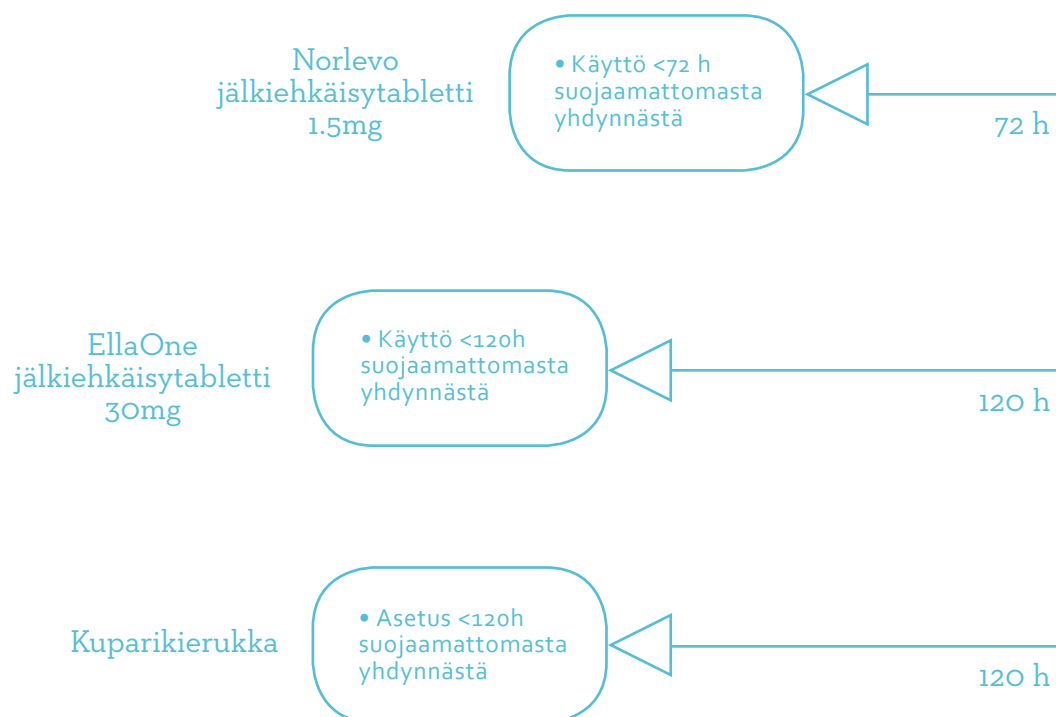 Norlevo
jälkiehkäisytabletti
1.5mg
• Käyttö <72 h
suojaamattomasta
yhdynnästä
72 h
EllaOne
jälkiehkäisytabletti
30mg
• Käyttö <120h
suojaamattomasta
yhdynnästä
120 h
Kuparikierukka
• Asetus <120h
suojaamattomasta
yhdynnästä
120 h